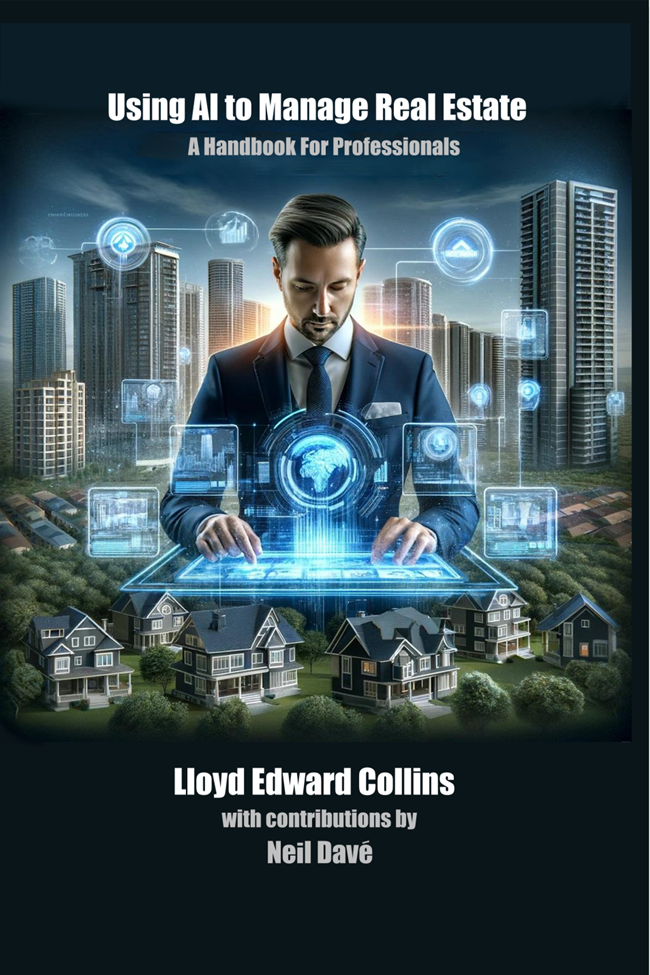 Using AI to Manage Real Estate
A Handbook For Professionals
Lloyd Edward Collins
with contributions by
Neil Davé